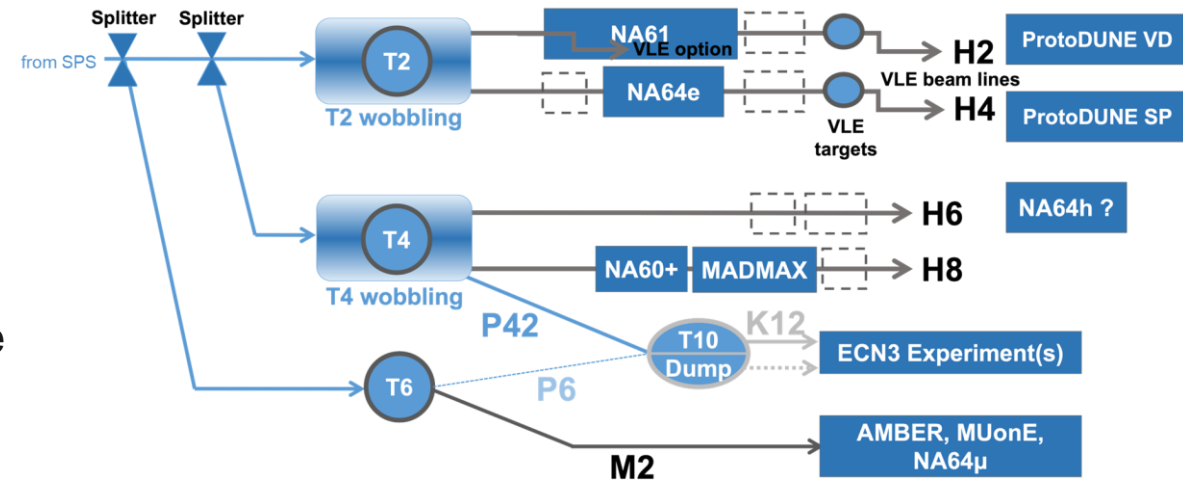 Splitter
Splitter
from SPS
T2
T2 wobbling
NA61
VLE option
H2
ProtoDUNE VD
VLE beam lines
NA64e
H4
ProtoDUNE SP
VLE
targets
T4
T4 wobbling
H6
NA64h ?
NA60+
MADMAX
H8
P42
T10
Dump
K12
ECN3 Experiment(s)
e
T6
P6
M2
AMBER, MUonE,
NA64μ